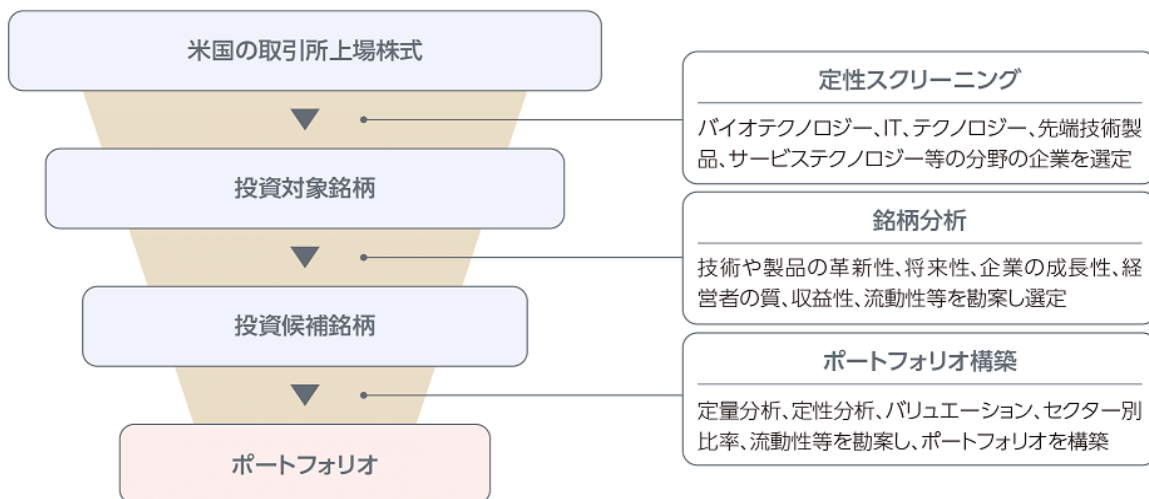 米国の取引所上場株式
定性スクリーニング
バイオテクノロジー、IT、テクノロジー、先端技術製
品、サービステクノロジー等の分野の企業を選定
投資対象銘柄
銘柄分析
技術や製品の革新性、将来性、企業の成長性、経
営者の質、収益性、流動性等を勘案し選定
投資候補銘柄
ポートフォリオ構築
定量分析、定性分析、バリュエーション、セクター別
比率、流動性等を勘案し、ポートフォリオを構築
ポートフォリオ